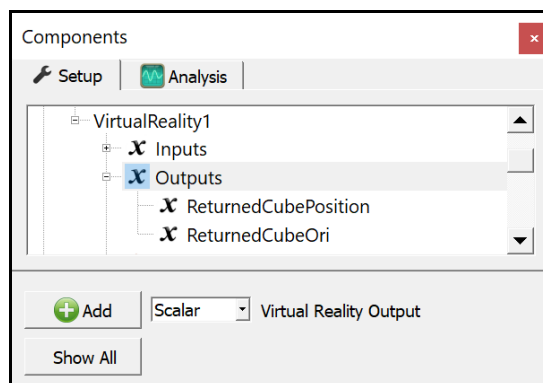 Components
Setup Analysis
VirtualReality1
x Inputs
x Outputs
x ReturnedCubePosition
x ReturnedCubeOri
Add Scalar Virtual Reality Output
Show All